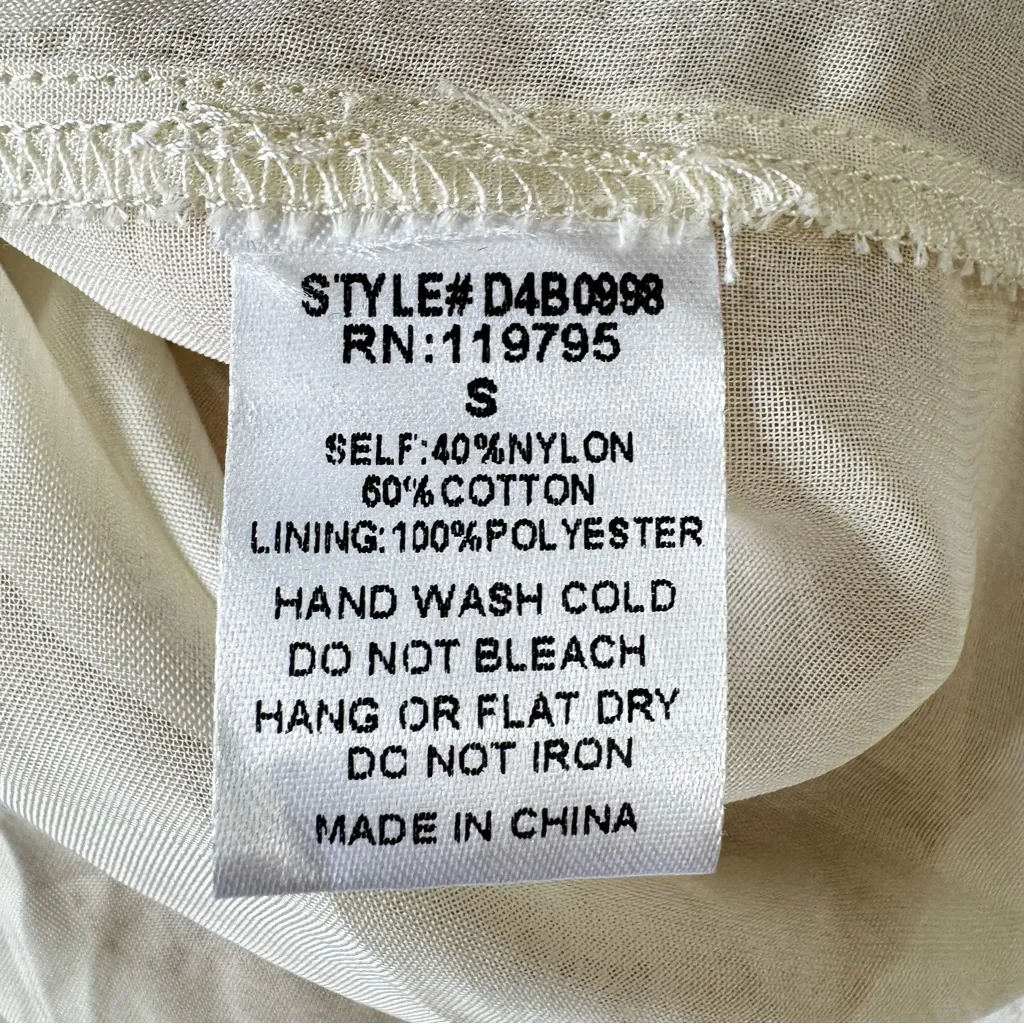 STYLE# D4B0998
RN:119795
S
SELF:40%NYLON
60%COTTON
LINING:100%POLYESTER
HAND WASH COLD
DO NOT BLEACH
HANG OR FLAT DRY
DO NOT IRON
MADE IN CHINA